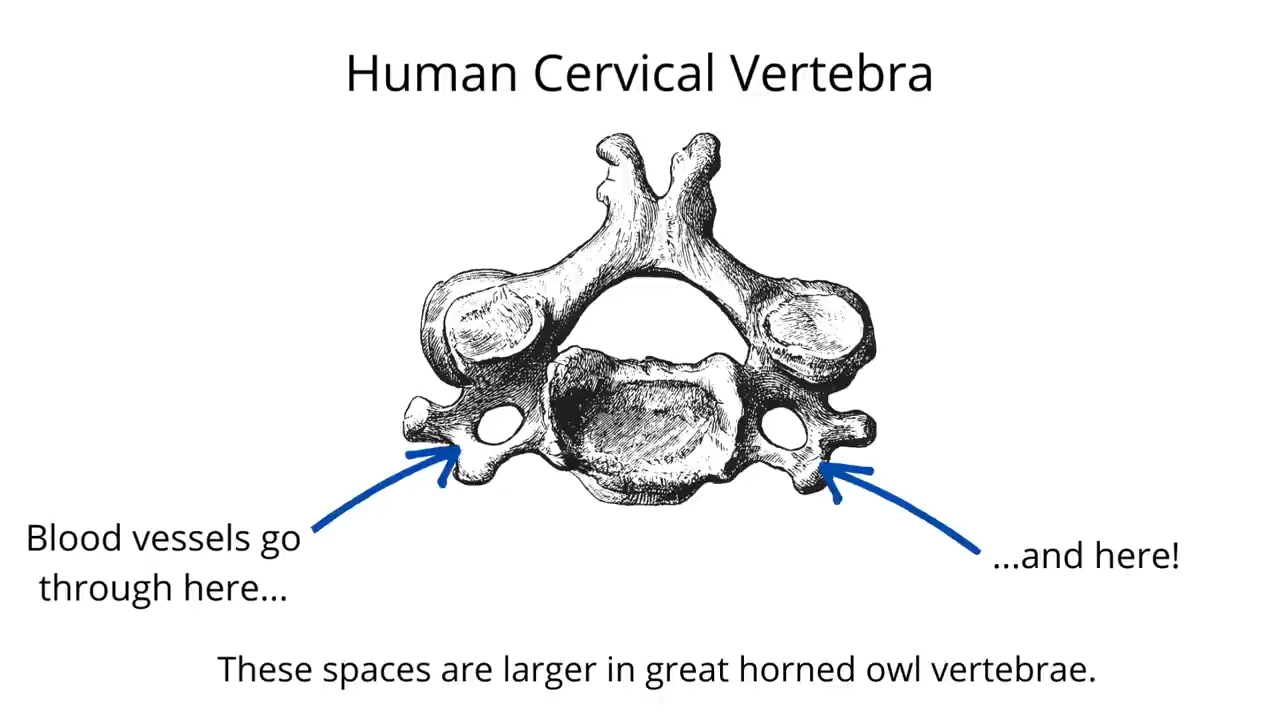 Human Cervical Vertebra
Blood vessels go
through here...
...and here!
These spaces are larger in great horned owl vertebrae.